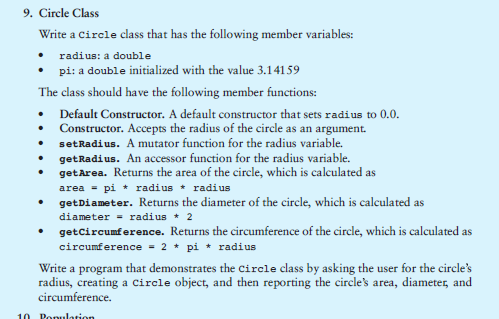 9. Circle Class
Write a Circle class that has the following member variables:
• radius: a double
• pi: a double initialized with the value 3.14159
The class should have the following member functions:
• Default Constructor. A default constructor that sets radius to 0.0.
• Constructor. Accepts the radius of the circle as an argument.
• setRadius. A mutator function for the radius variable.
• getRadius. An accessor function for the radius variable.
• getArea. Returns the area of the circle, which is calculated as
area = pi * radius * radius
• getDiameter. Returns the diameter of the circle, which is calculated as
diameter = radius * 2
• getCircumference. Returns the circumference of the circle, which is calculated as
circumference = 2 * pi * radius
Write a program that demonstrates the Circle class by asking the user for the circle's
radius, creating a Circle object, and then reporting the circle's area, diameter, and
circumference.
10. Population